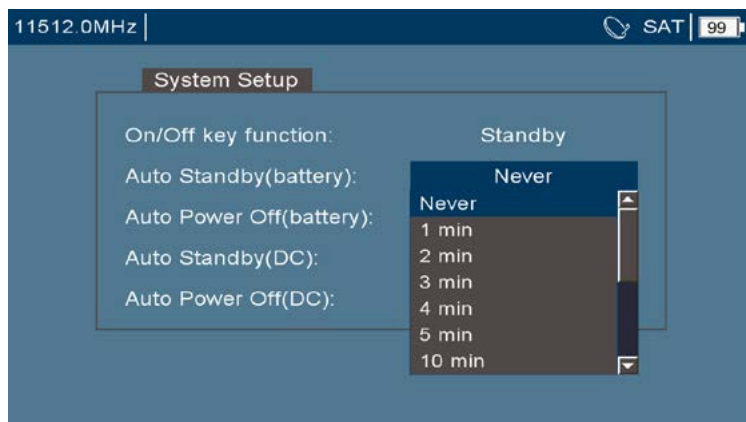 11512.0MHz SAT 99
System Setup
On/Off key function: Standby
Auto Standby(battery): Never
Never
Auto Power Off(battery):
1 min
2 min
Auto Standby(DC):
3 min
Auto Power Off(DC):
4 min
5 min
10 min